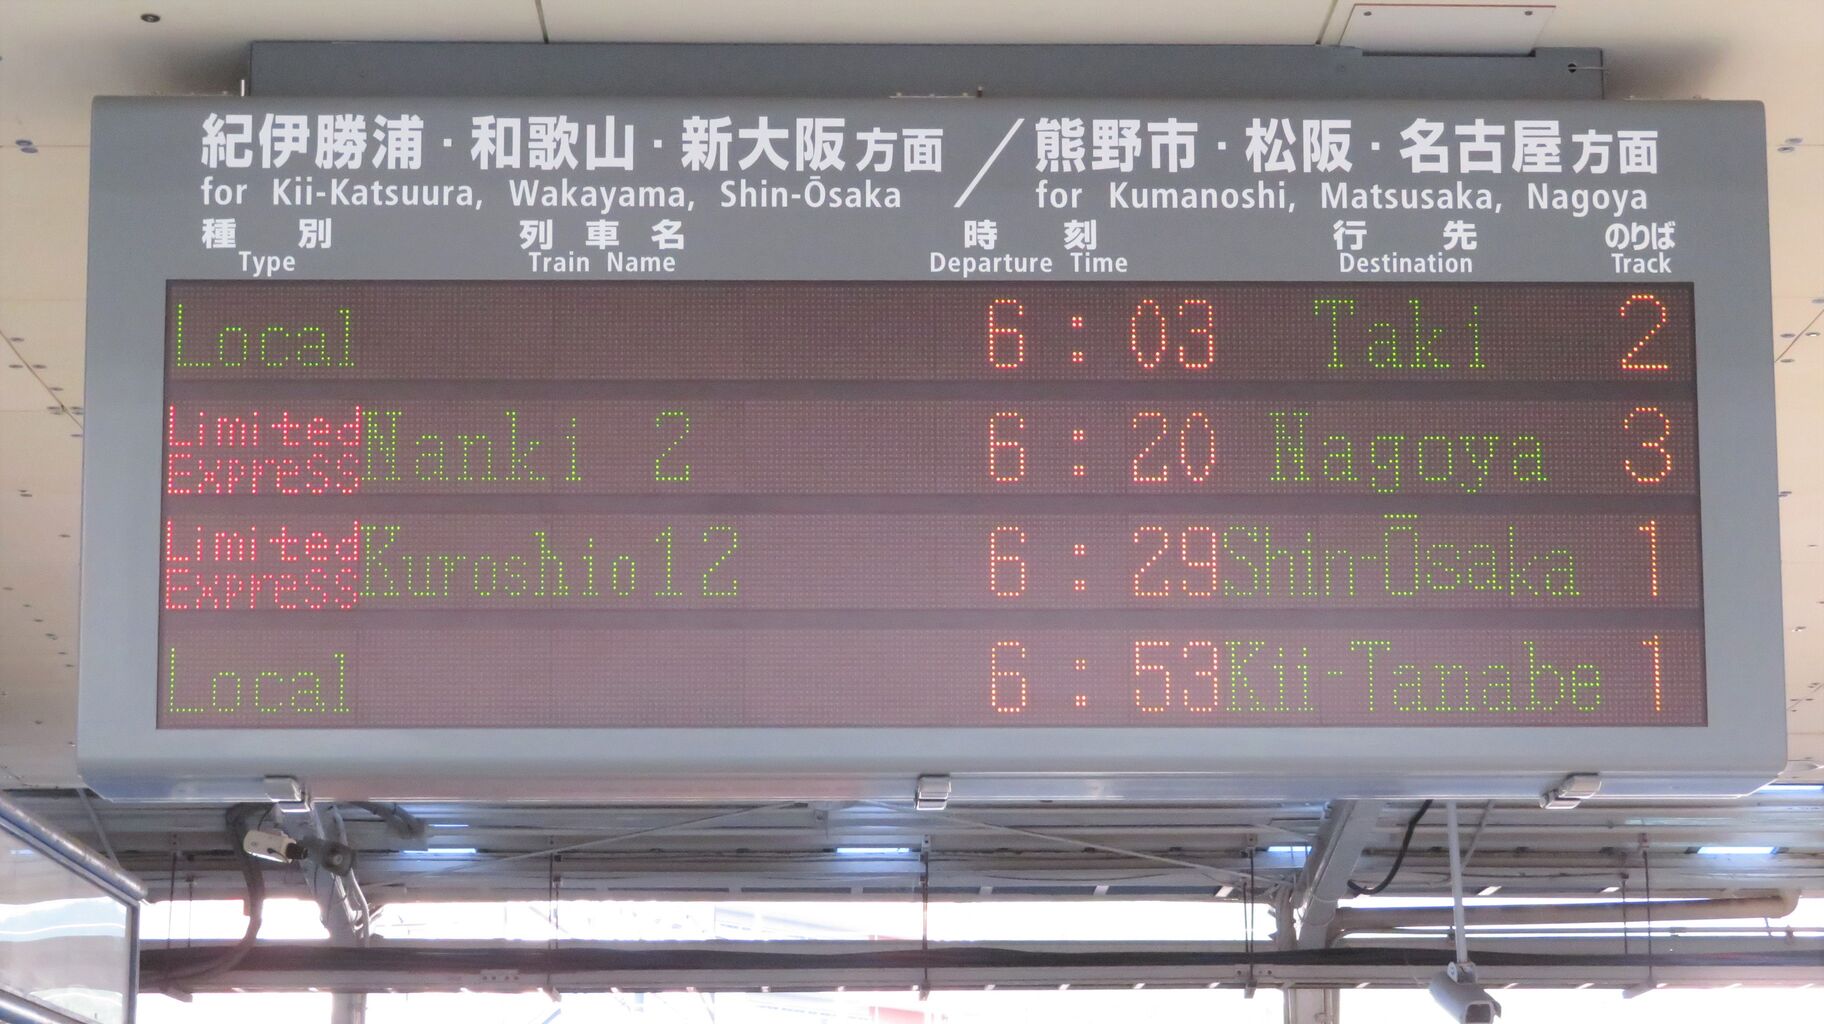 紀伊勝浦・和歌山・新大阪方面／熊野市・松阪・名古屋方面
for Kii-Katsuura, Wakayama, Shin-Ōsaka ／ for Kumanoshi, Matsusaka, Nagoya
種別 列車名 時刻 行先 のりば
Type Train Name Departure Time Destination Track
Local 6:03 Taki 2
Limited Express Nanki 2 6:20 Nagoya 3
Limited Express Kuroshio12 6:29 Shin-Ōsaka 1
Local 6:53 Kii-Tanabe 1